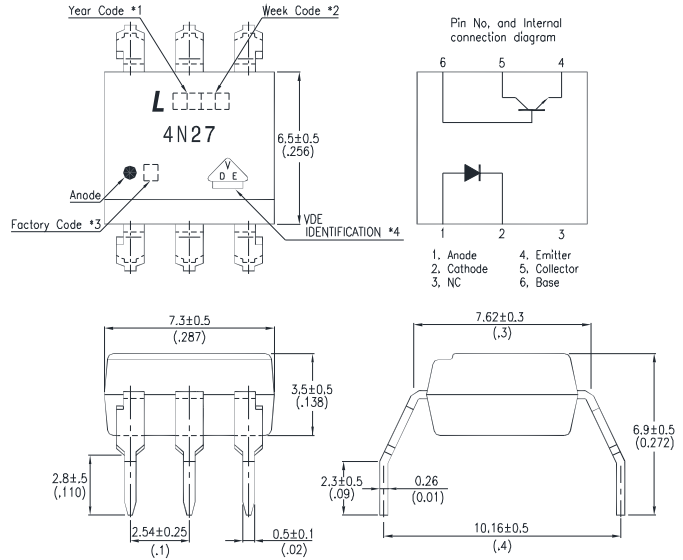 Year Code *1
Week Code *2
L
4N27
V
D E
Anode
Factory Code *3
VDE
IDENTIFICATION *4
6.5±0.5
(.256)
Pin No, and Internal
connection diagram
6 5 4
1 2 3
1, Anode
2, Cathode
3, NC
4, Emitter
5, Collector
6, Base
7.3±0.5
(.287)
3.5±0.5
(.138)
2.8±.5
(.110)
2.54±0.25
(.1)
0.5±0.1
(.02)
7.62±0.3
(.3)
6.9±0.5
(0.272)
2.3±0.5
(.09)
0.26
(0.01)
10.16±0.5
(.4)